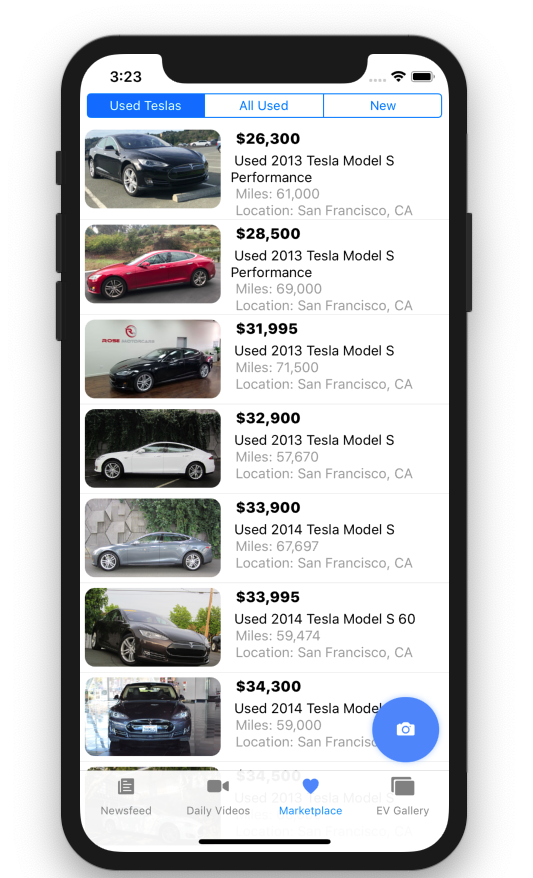 3:23
Used Teslas All Used New
$26,300
Used 2013 Tesla Model S
Performance
Miles: 61,000
Location: San Francisco, CA
$28,500
Used 2013 Tesla Model S
Performance
Miles: 69,000
Location: San Francisco, CA
$31,995
Used 2013 Tesla Model S
Miles: 71,500
Location: San Francisco, CA
$32,900
Used 2013 Tesla Model S
Miles: 57,670
Location: San Francisco, CA
$33,900
Used 2014 Tesla Model S
Miles: 67,697
Location: San Francisco, CA
$33,995
Used 2014 Tesla Model S 60
Miles: 59,474
Location: San Francisco, CA
$34,300
Used 2014 Tesla Model
Miles: 59,000
Location: San Francisc
$34,500
Newsfeed Daily Videos Marketplace EV Gallery